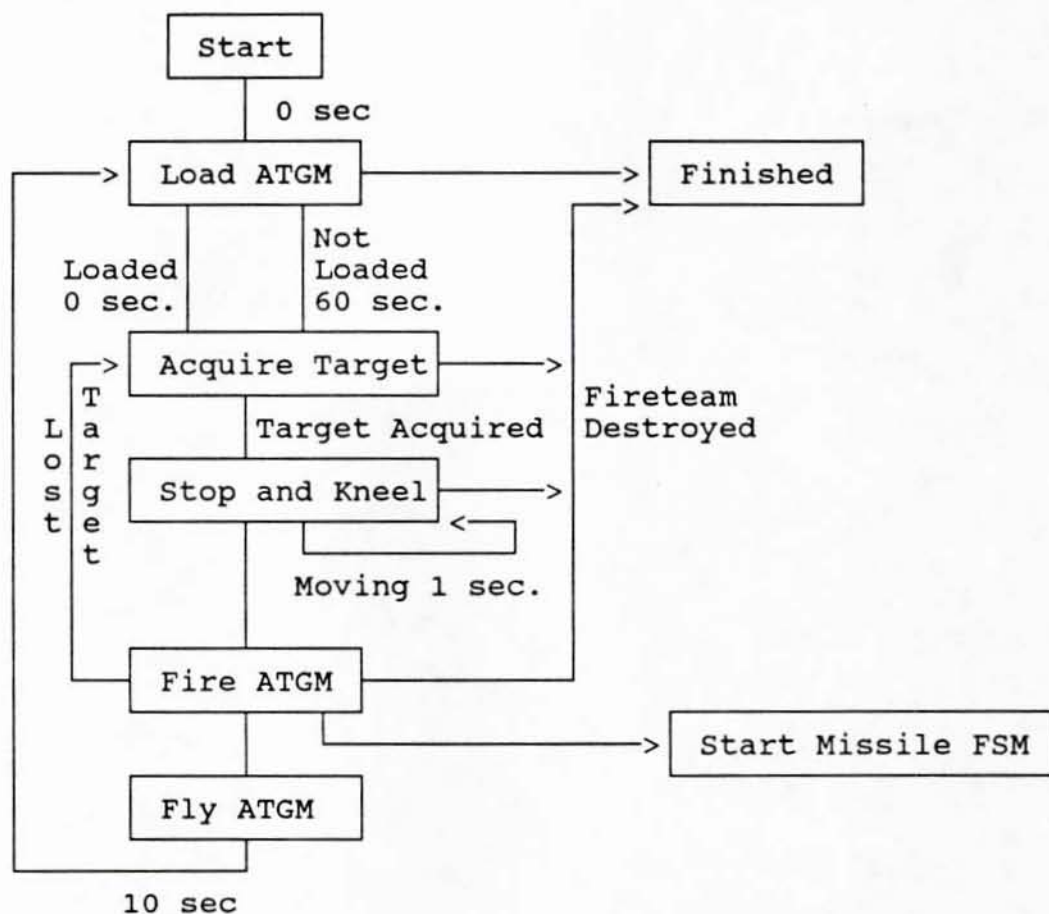 Start
0 sec
Load ATGM
Finished
Not
Loaded
60 sec.
Loaded
0 sec.
Acquire Target
Fireteam
Destroyed
Target Acquired
Target
Lost
Stop and Kneel
Moving 1 sec.
Fire ATGM
Start Missile FSM
Fly ATGM
10 sec